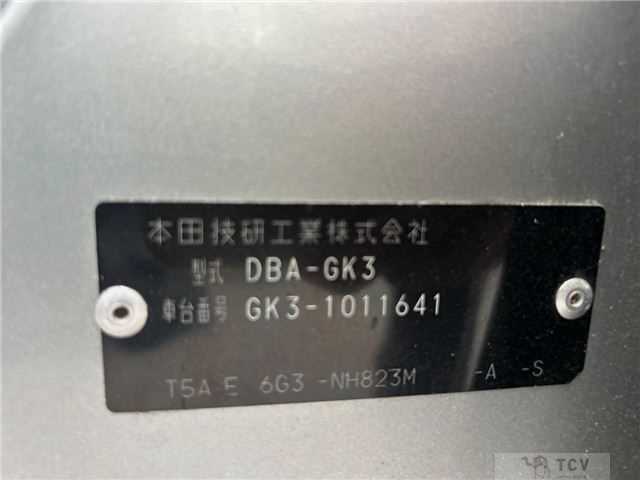 本田技研工業株式会社
型式 DBA-GK3
車台番号 GK3-1011641
T5A E 6G3 -NH823M -A -S
TCV